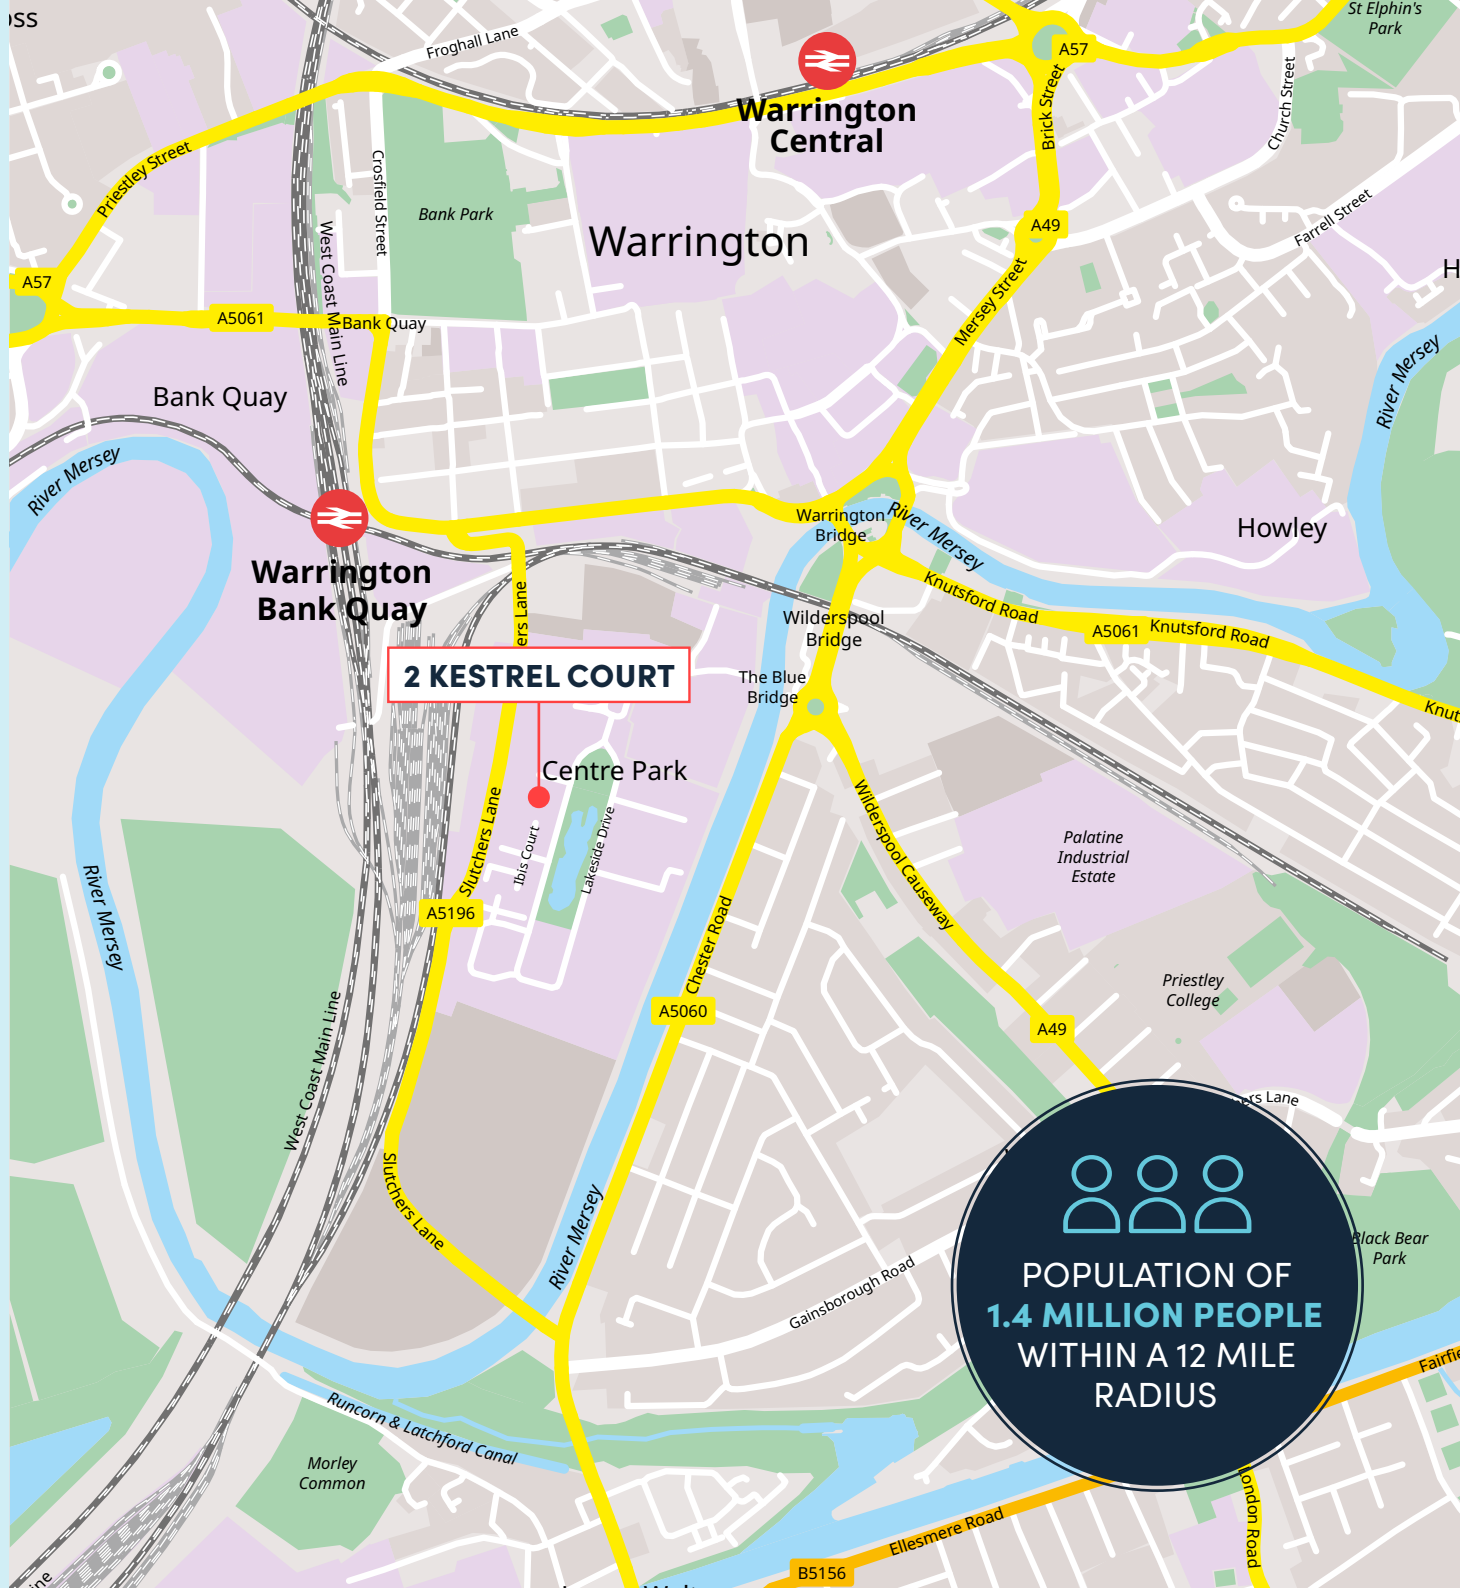 St Elphin's
Park
Froghall Lane
A57
Warrington
Central
Brick Street
Church Street
Priestley Street
Crosfield Street
Bank Park
Warrington
A49
Farrell Street
West Coast Main Line
A57
A5061
Bank Quay
Mersey Street
River Mersey
Bank Quay
River Mersey
Warrington
Bridge
River Mersey
Howley
Warrington
Bank Quay
Knutsford Road
Wilderspool
Bridge
A5061
Knutsford Road
2 KESTREL COURT
The Blue
Bridge
Centre Park
Slutchers Lane
Ibis Court
Lakeside Drive
Wilderspool Causeway
Palatine
Industrial
Estate
River Mersey
A5196
Chester Road
Priestley
College
A5060
A49
West Coast Main Line
Slutchers Lane
River Mersey
Gainsborough Road
POPULATION OF
1.4 MILLION PEOPLE
WITHIN A 12 MILE
RADIUS
Black Bear
Park
Runcorn & Latchford Canal
Morley
Common
Ellesmere Road
London Road
B5156